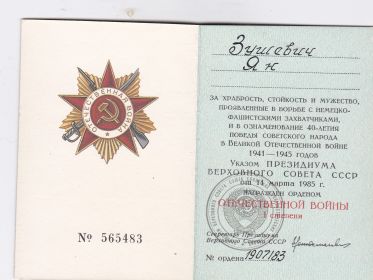 ОТЕЧЕСТВЕННАЯ ВОЙНА
№ 565483
Зушевич
Ян
ЗА ХРАБРОСТЬ, СТОЙКОСТЬ И МУЖЕСТВО,
ПРОЯВЛЕННЫЕ В БОРЬБЕ С НЕМЕЦКО-
ФАШИСТСКИМИ ЗАХВАТЧИКАМИ,
И В ОЗНАМЕНОВАНИЕ 40-ЛЕТИЯ
ПОБЕДЫ СОВЕТСКОГО НАРОДА
В ВЕЛИКОЙ ОТЕЧЕСТВЕННОЙ ВОЙНЕ
1941—1945 ГОДОВ
УКАЗОМ ПРЕЗИДИУМА
ВЕРХОВНОГО СОВЕТА СССР
от 11 марта 1985 г.
НАГРАЖДЕН ОРДЕНОМ
ОТЕЧЕСТВЕННОЙ ВОЙНЫ
I степени
Секретарь Президиума
Верховного Совета СССР
№ ордена 1907183